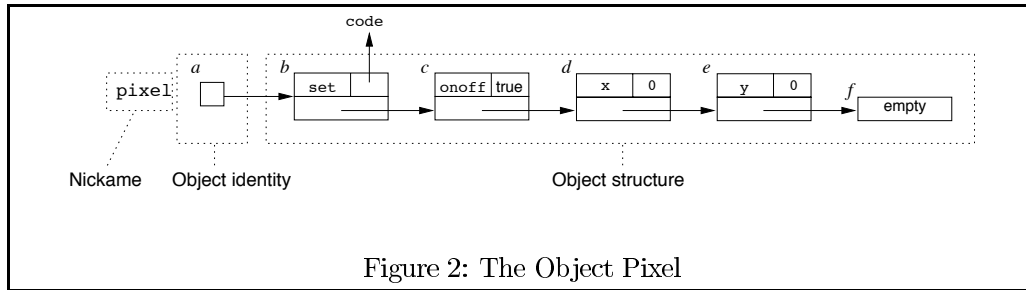 code
a b c d e f
pixel set onoff true x 0 y 0 empty
Nickame Object identity Object structure
Figure 2: The Object Pixel